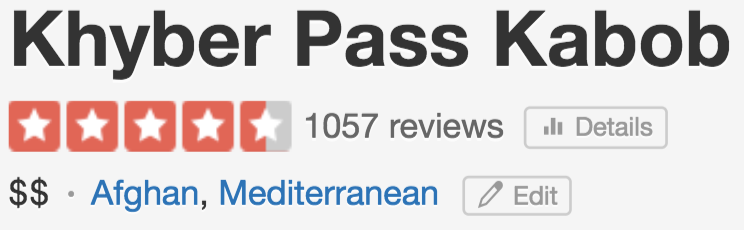 Khyber Pass Kabob
1057 reviews Details
$$ · Afghan, Mediterranean Edit